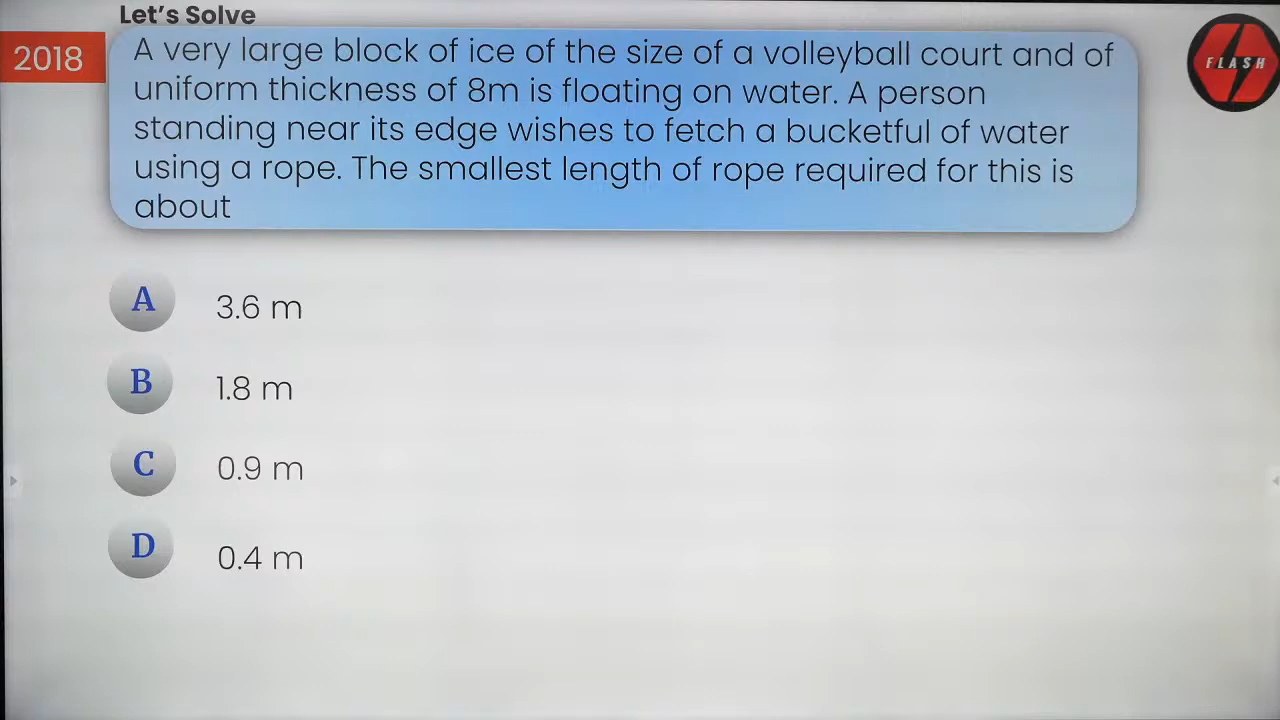 Let's Solve
2018
A very large block of ice of the size of a volleyball court and of
uniform thickness of 8m is floating on water. A person
standing near its edge wishes to fetch a bucketful of water
using a rope. The smallest length of rope required for this is
about
FLASH
A 3.6 m
B 1.8 m
C 0.9 m
D 0.4 m